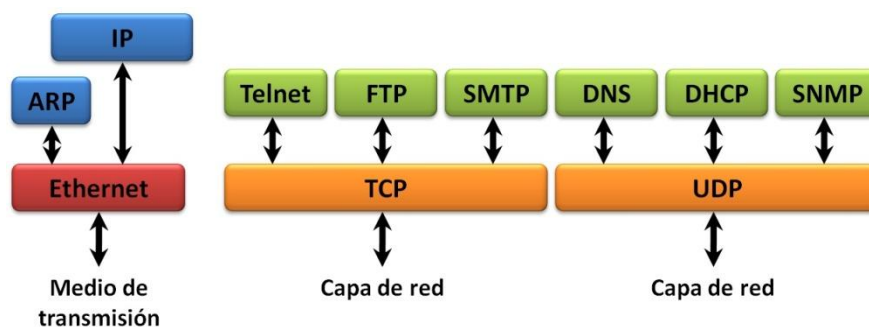 IP
ARP
Ethernet
Medio de
transmisión
Telnet
FTP
SMTP
DNS
DHCP
SNMP
TCP
UDP
Capa de red
Capa de red